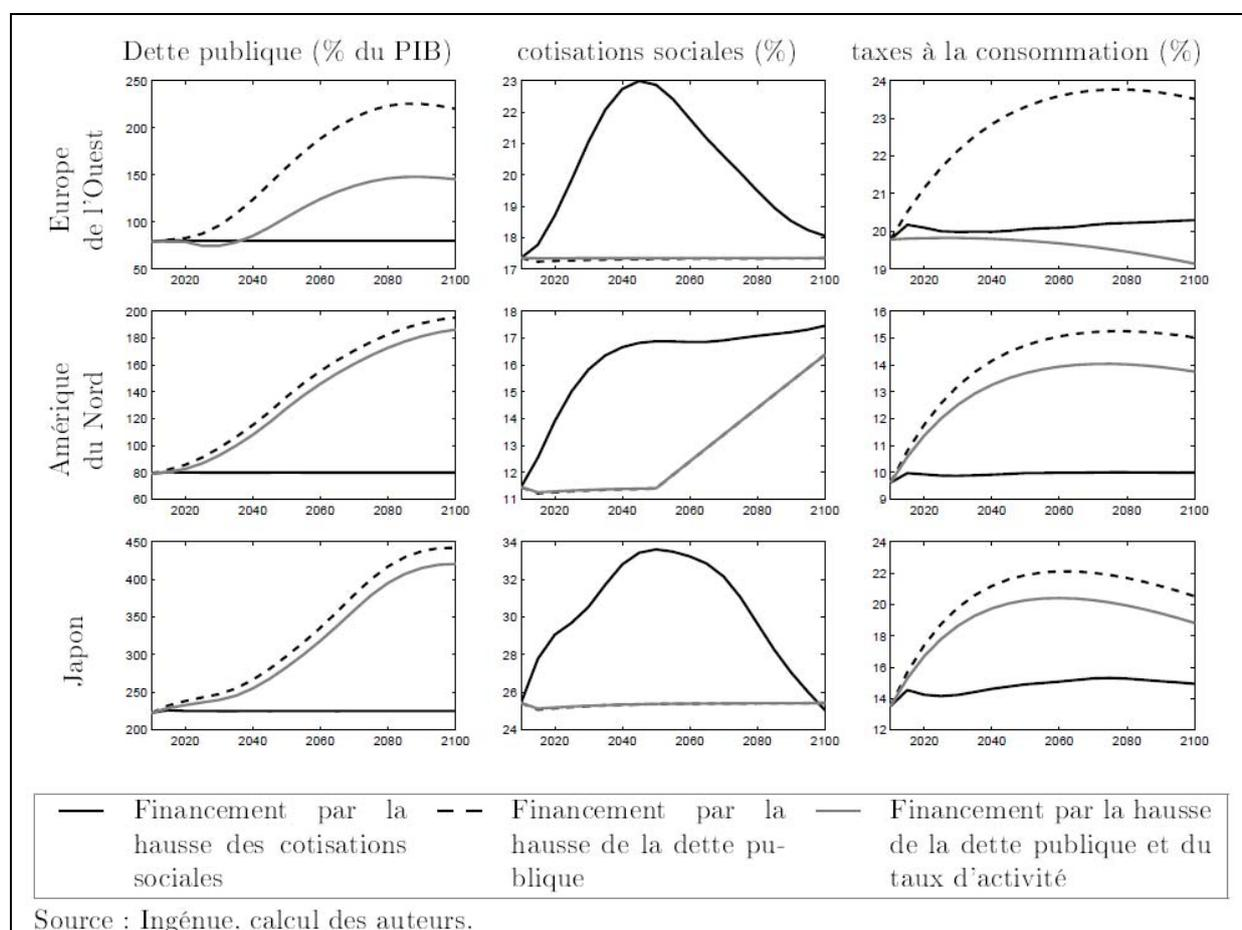 Dette publique (% du PIB)
cotisations sociales (%)
taxes à la consommation (%)
Europe
de l'Ouest
250
200
150
100
50
2020 2040 2060 2080 2100
23
22
21
20
19
18
17
2020 2040 2060 2080 2100
24
23
22
21
20
19
2020 2040 2060 2080 2100
Amérique
du Nord
200
180
160
140
120
100
80
60
2020 2040 2060 2080 2100
18
17
16
15
14
13
12
11
2020 2040 2060 2080 2100
16
15
14
13
12
11
10
9
2020 2040 2060 2080 2100
Japon
450
400
350
300
250
200
2020 2040 2060 2080 2100
36
34
32
30
28
26
24
2020 2040 2060 2080 2100
24
22
20
18
16
14
12
2020 2040 2060 2080 2100
Financement par la
hausse des cotisations
sociales
Financement par la
hausse de la dette pu-
blique
Financement par la hausse
de la dette publique et du
taux d'activité
Source : Ingénue, calcul des auteurs.